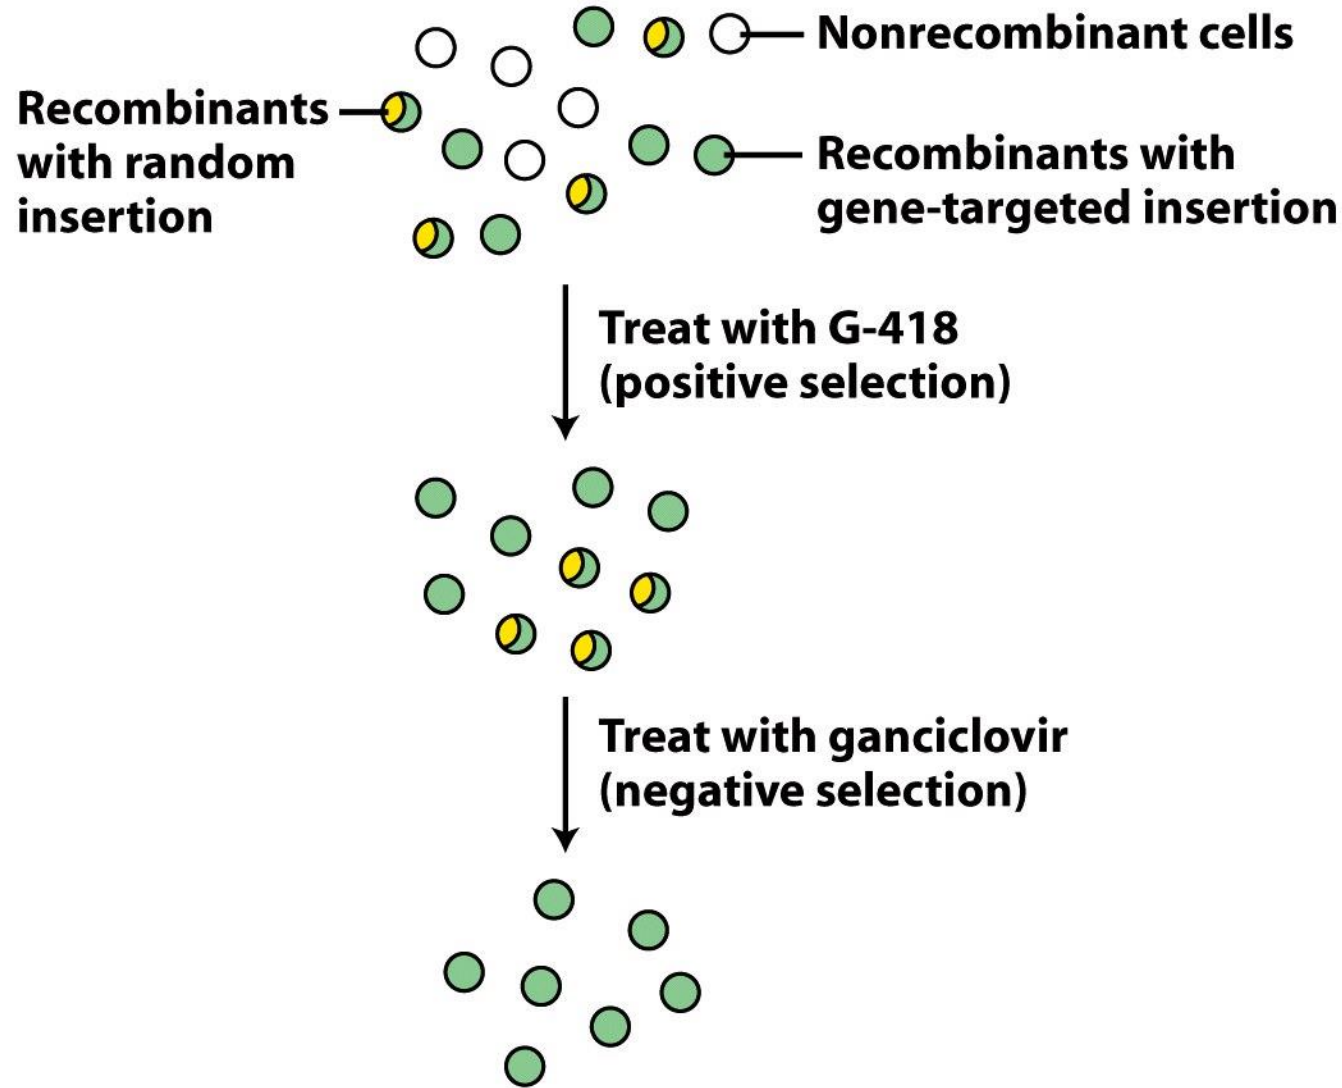 Nonrecombinant cells
Recombinants
with random
insertion
Recombinants with
gene-targeted insertion
Treat with G-418
(positive selection)
Treat with ganciclovir
(negative selection)